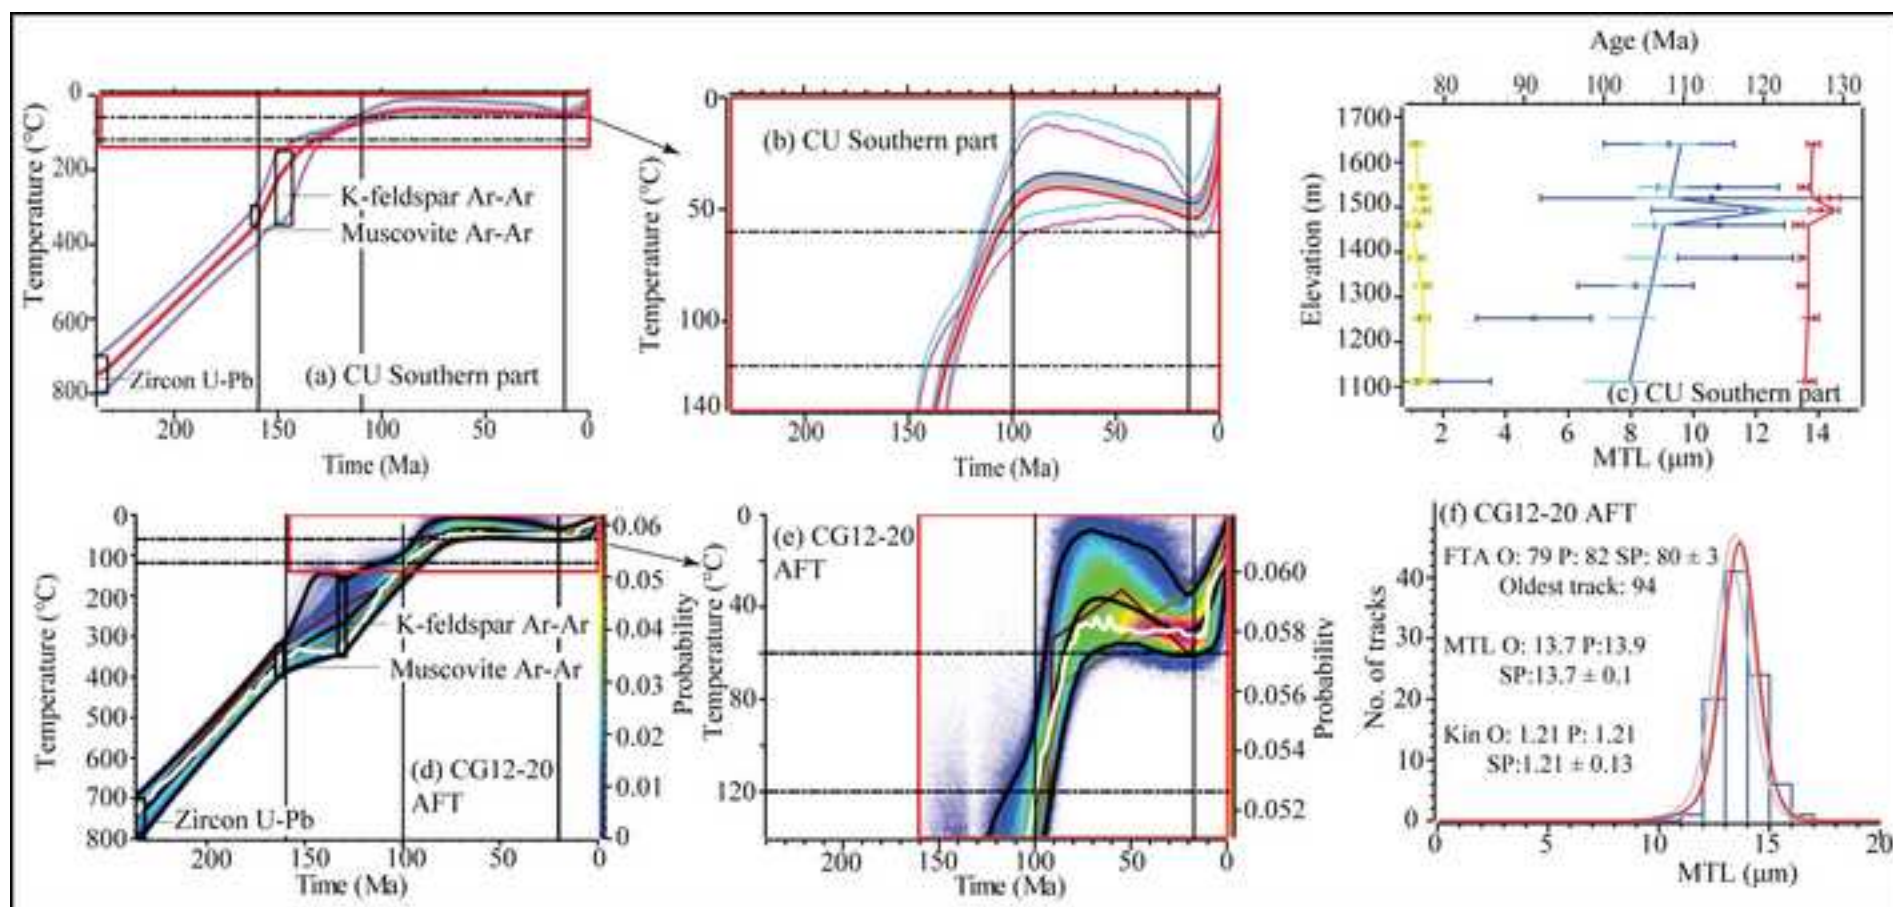 0
200
400
600
800
Temperature (°C)
K-feldspar Ar-Ar
Muscovite Ar-Ar
Zircon U-Pb
(a) CU Southern part
200
150
100
50
0
Time (Ma)
0
50
100
140
Temperature (°C)
(b) CU Southern part
200
150
100
50
0
Time (Ma)
Age (Ma)
80
90
100
110
120
130
1700
1600
1500
1400
1300
1200
1100
Elevation (m)
(c) CU Southern part
2
4
6
8
10
12
14
MTL (μm)
0
100
200
300
400
500
600
700
800
Temperature (°C)
K-feldspar Ar-Ar
Muscovite Ar-Ar
(d) CG12-20
AFT
Zircon U-Pb
200
150
100
50
0
Time (Ma)
0.06
0.05
0.04
0.03
0.02
0.01
0
Probability
0
40
80
120
Temperature (°C)
(e) CG12-20
AFT
200
150
100
50
0
Time (Ma)
0.060
0.058
0.056
0.054
0.052
Probability
(f) CG12-20 AFT
FTA O: 79 P: 82 SP: 80 ± 3
Oldest track: 94
MTL O: 13.7 P:13.9
SP:13.7 ± 0.1
Kin O: 1.21 P: 1.21
SP:1.21 ± 0.13
40
30
20
10
0
No. of tracks
0
5
10
15
20
MTL (μm)